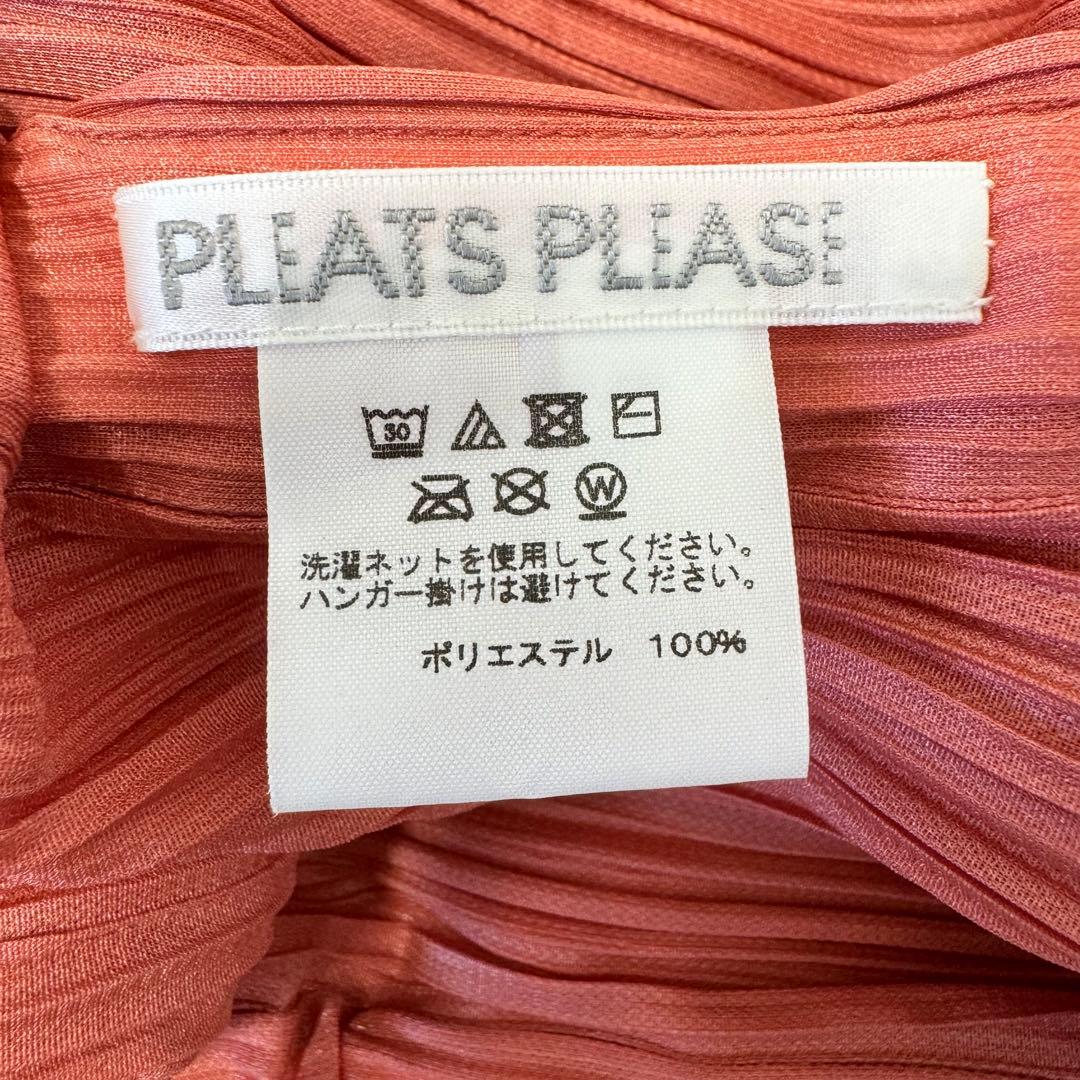 PLEATS PLEASE
30
W
洗濯ネットを使用してください。
ハンガー掛けは避けてください。
ポリエステル 100%